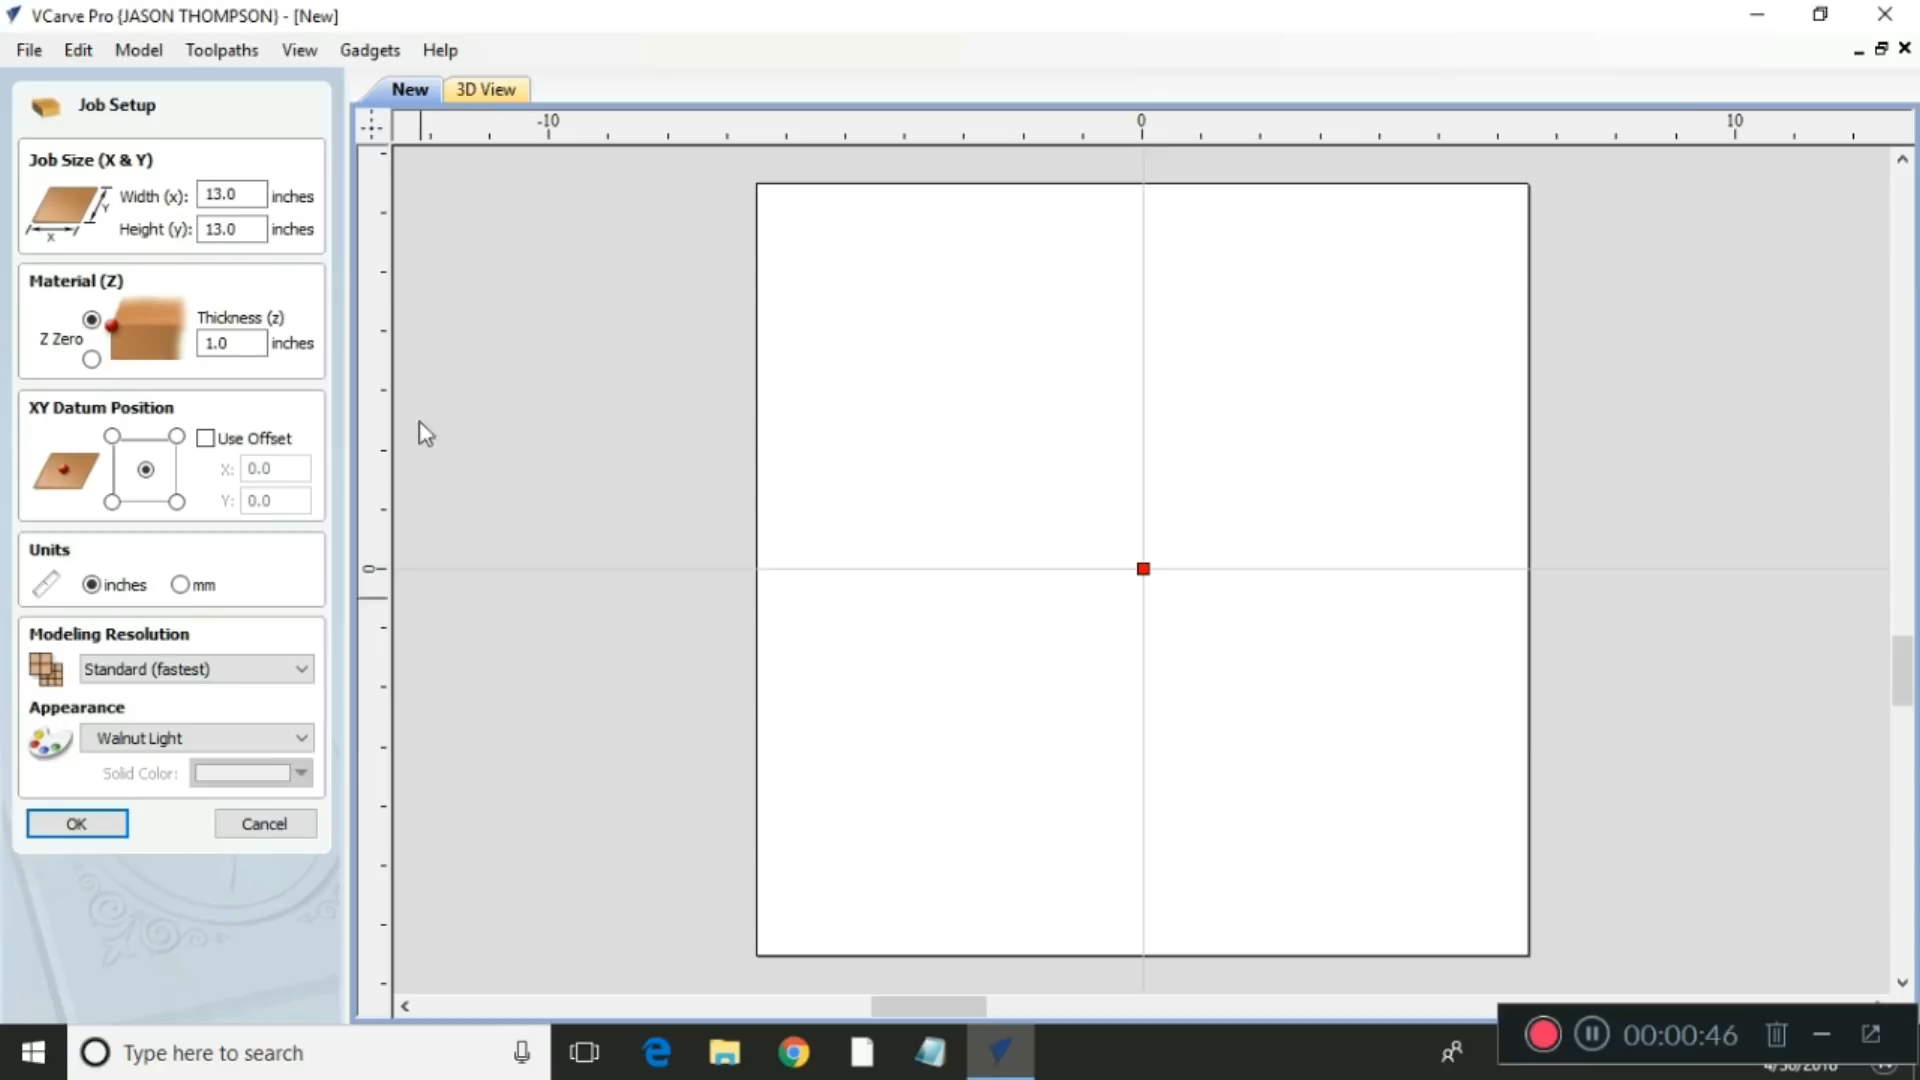 VCarve Pro {JASON THOMPSON} - [New]
File Edit Model Toolpaths View Gadgets Help
New 3D View
Job Setup
-10 0 10
Job Size (X & Y)
Width (x): 13.0 inches
Y
X
Height (y): 13.0 inches
Material (Z)
Thickness (z)
Z Zero
1.0 inches
XY Datum Position
Use Offset
X: 0.0
Y: 0.0
0
Units
inches mm
Modeling Resolution
Standard (fastest)
Appearance
Walnut Light
Solid Color:
OK Cancel
Type here to search
00:00:46